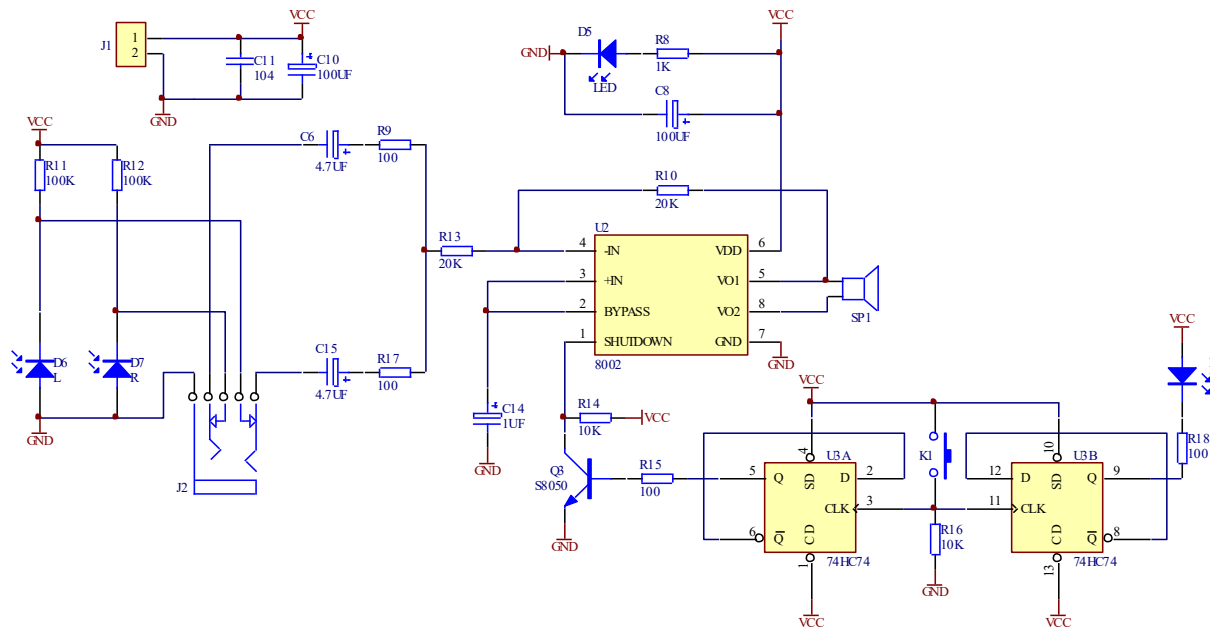 VCC
J1
1
2
C11
104
C10
100UF
GND
D5
GND
LED
R8
1K
VCC
C8
100UF
VCC
R11
100K
R12
100K
C6
4.7UF
R9
100
R10
20K
R13
20K
U2
4
-IN
VDD
6
3
+IN
VO1
5
2
BYPASS
VO2
8
1
SHUTDOWN
GND
7
8002
SP1
GND
D6
L
D7
R
GND
C15
4.7UF
R17
100
J2
C14
1UF
GND
R14
10K
VCC
Q3
S8050
GND
R15
100
VCC
4
U3A
5
Q
SD
D
2
CLK
3
6
Q
CD
1
74HC74
VCC
K1
R16
10K
GND
10
U3B
12
D
SD
Q
9
11
CLK
CD
Q
8
13
74HC74
VCC
VCC
R18
100